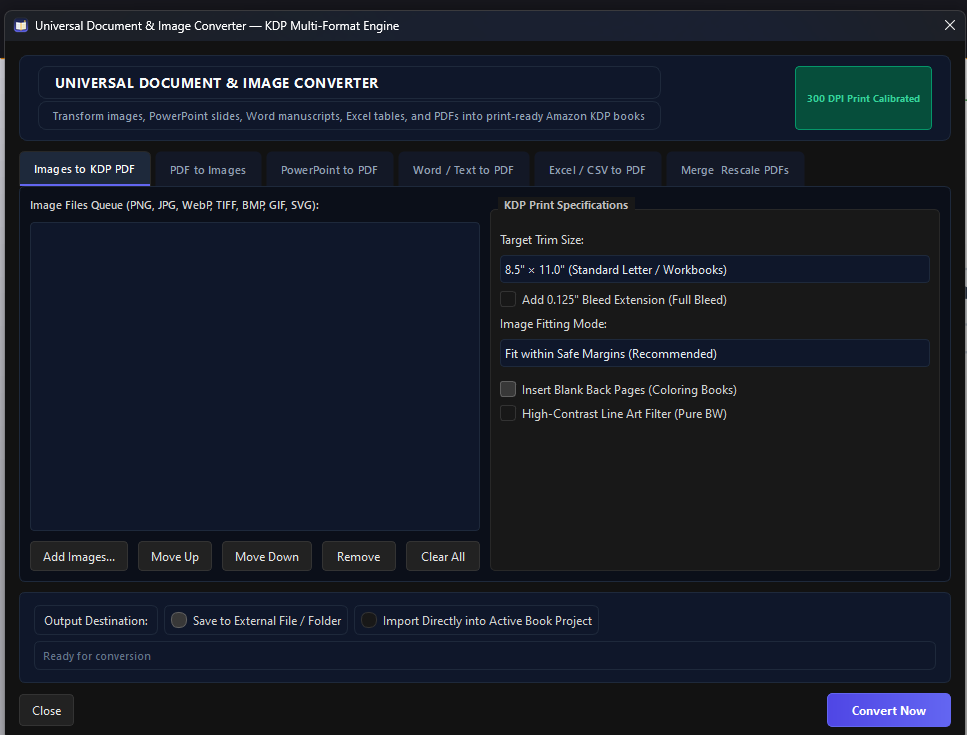 Universal Document & Image Converter — KDP Multi-Format Engine
UNIVERSAL DOCUMENT & IMAGE CONVERTER
Transform images, PowerPoint slides, Word manuscripts, Excel tables, and PDFs into print-ready Amazon KDP books
300 DPI Print Calibrated
Images to KDP PDF
PDF to Images
PowerPoint to PDF
Word / Text to PDF
Excel / CSV to PDF
Merge Rescale PDFs
Image Files Queue (PNG, JPG, WebP, TIFF, BMP, GIF, SVG):
Add Images...
Move Up
Move Down
Remove
Clear All
KDP Print Specifications
Target Trim Size:
8.5" × 11.0" (Standard Letter / Workbooks)
Add 0.125" Bleed Extension (Full Bleed)
Image Fitting Mode:
Fit within Safe Margins (Recommended)
Insert Blank Back Pages (Coloring Books)
High-Contrast Line Art Filter (Pure BW)
Output Destination:
Save to External File / Folder
Import Directly into Active Book Project
Ready for conversion
Close
Convert Now